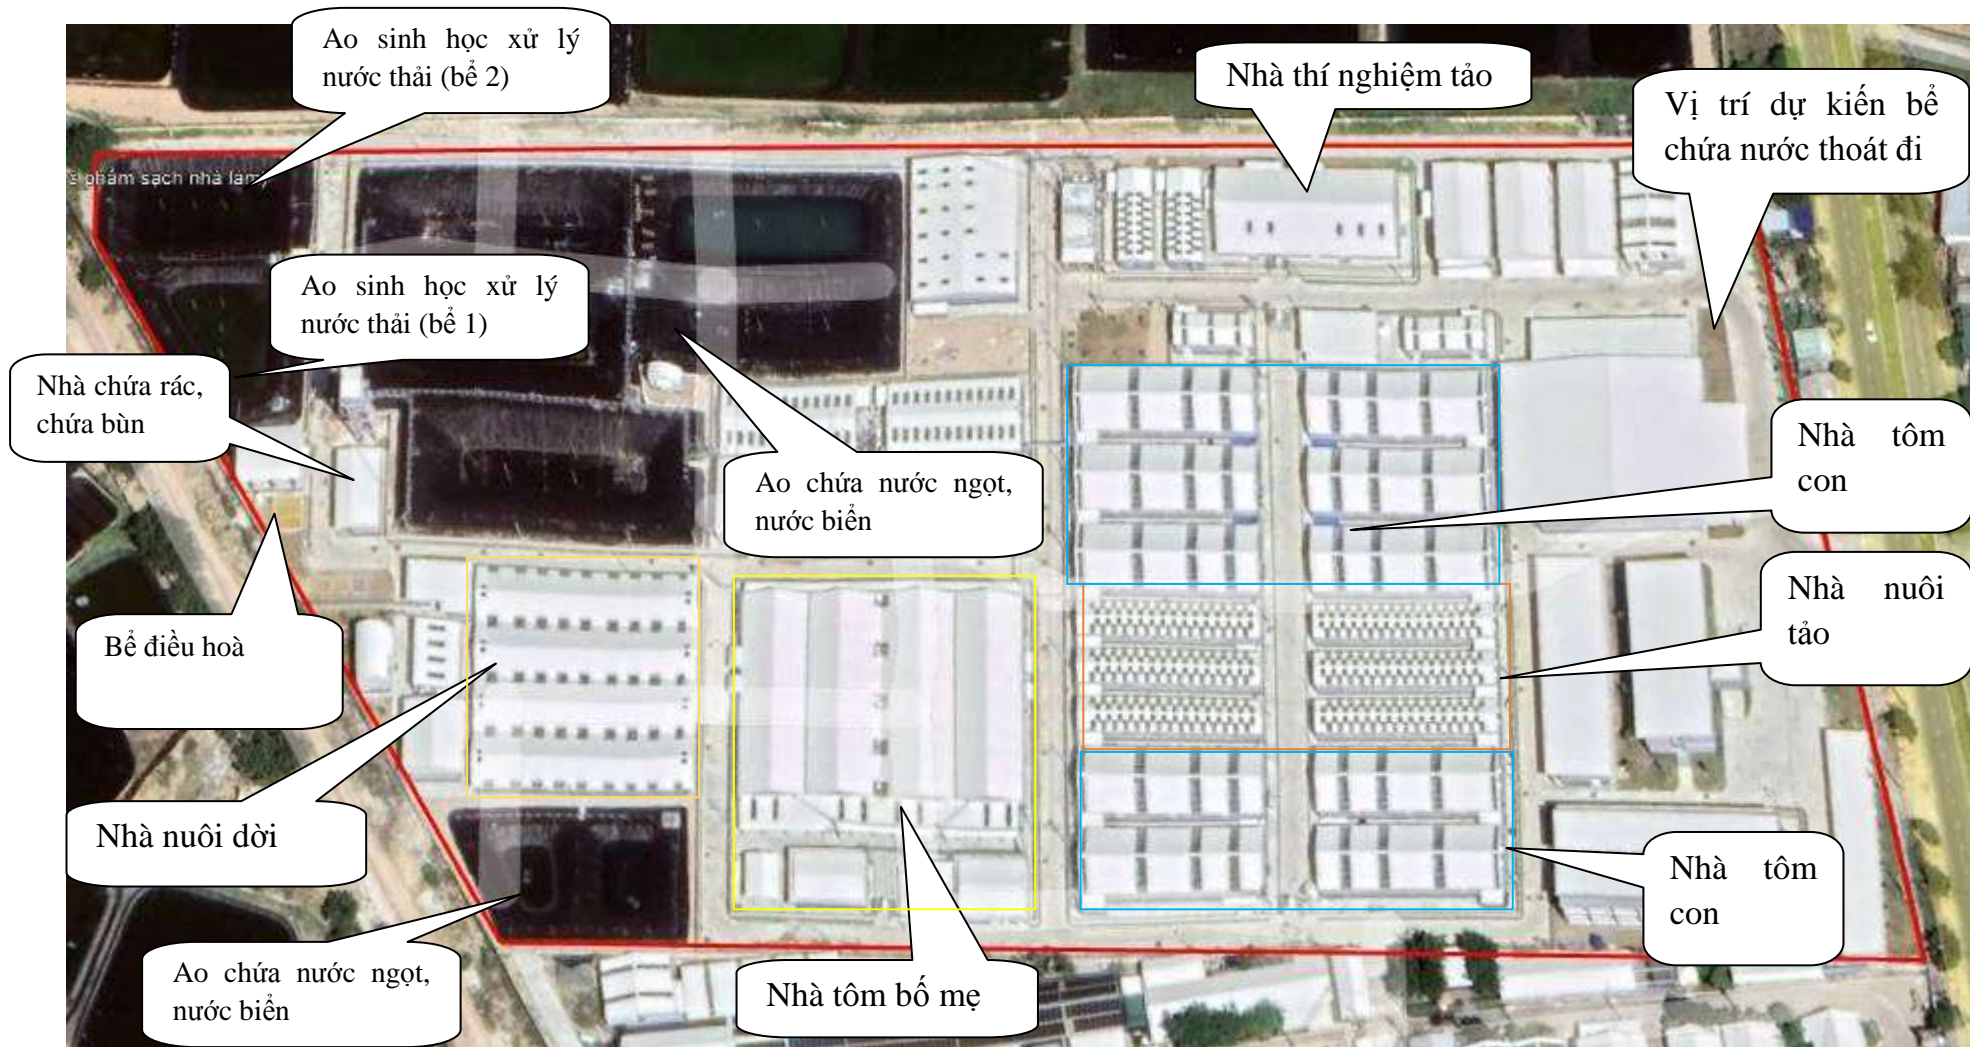 Ao sinh học xử lý
nước thải (bể 2)
Nhà thí nghiệm tảo
Vị trí dự kiến bể
chứa nước thoát đi
phẩm sạch nhà làm
Ao sinh học xử lý
nước thải (bể 1)
Nhà chứa rác,
chứa bùn
Ao chứa nước ngọt,
nước biển
Nhà tôm
con
Nhà nuôi
tảo
Bể điều hoà
Nhà nuôi dời
Nhà tôm
con
Ao chứa nước ngọt,
nước biển
Nhà tôm bố mẹ